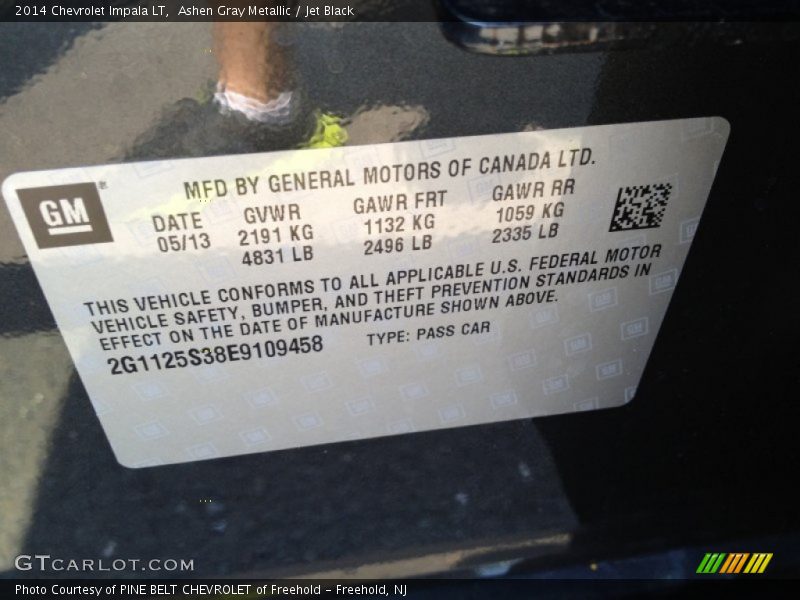 2014 Chevrolet Impala LT, Ashen Gray Metallic / Jet Black
GM
MFD BY GENERAL MOTORS OF CANADA LTD.
DATE GVWR GAWR FRT GAWR RR
05/13 2191 KG 1132 KG 1059 KG
4831 LB 2496 LB 2335 LB
THIS VEHICLE CONFORMS TO ALL APPLICABLE U.S. FEDERAL MOTOR
VEHICLE SAFETY, BUMPER, AND THEFT PREVENTION STANDARDS IN
EFFECT ON THE DATE OF MANUFACTURE SHOWN ABOVE.
2G1125S38E9109458 TYPE: PASS CAR
GTCARLOT.COM
Photo Courtesy of PINE BELT CHEVROLET of Freehold - Freehold, NJ